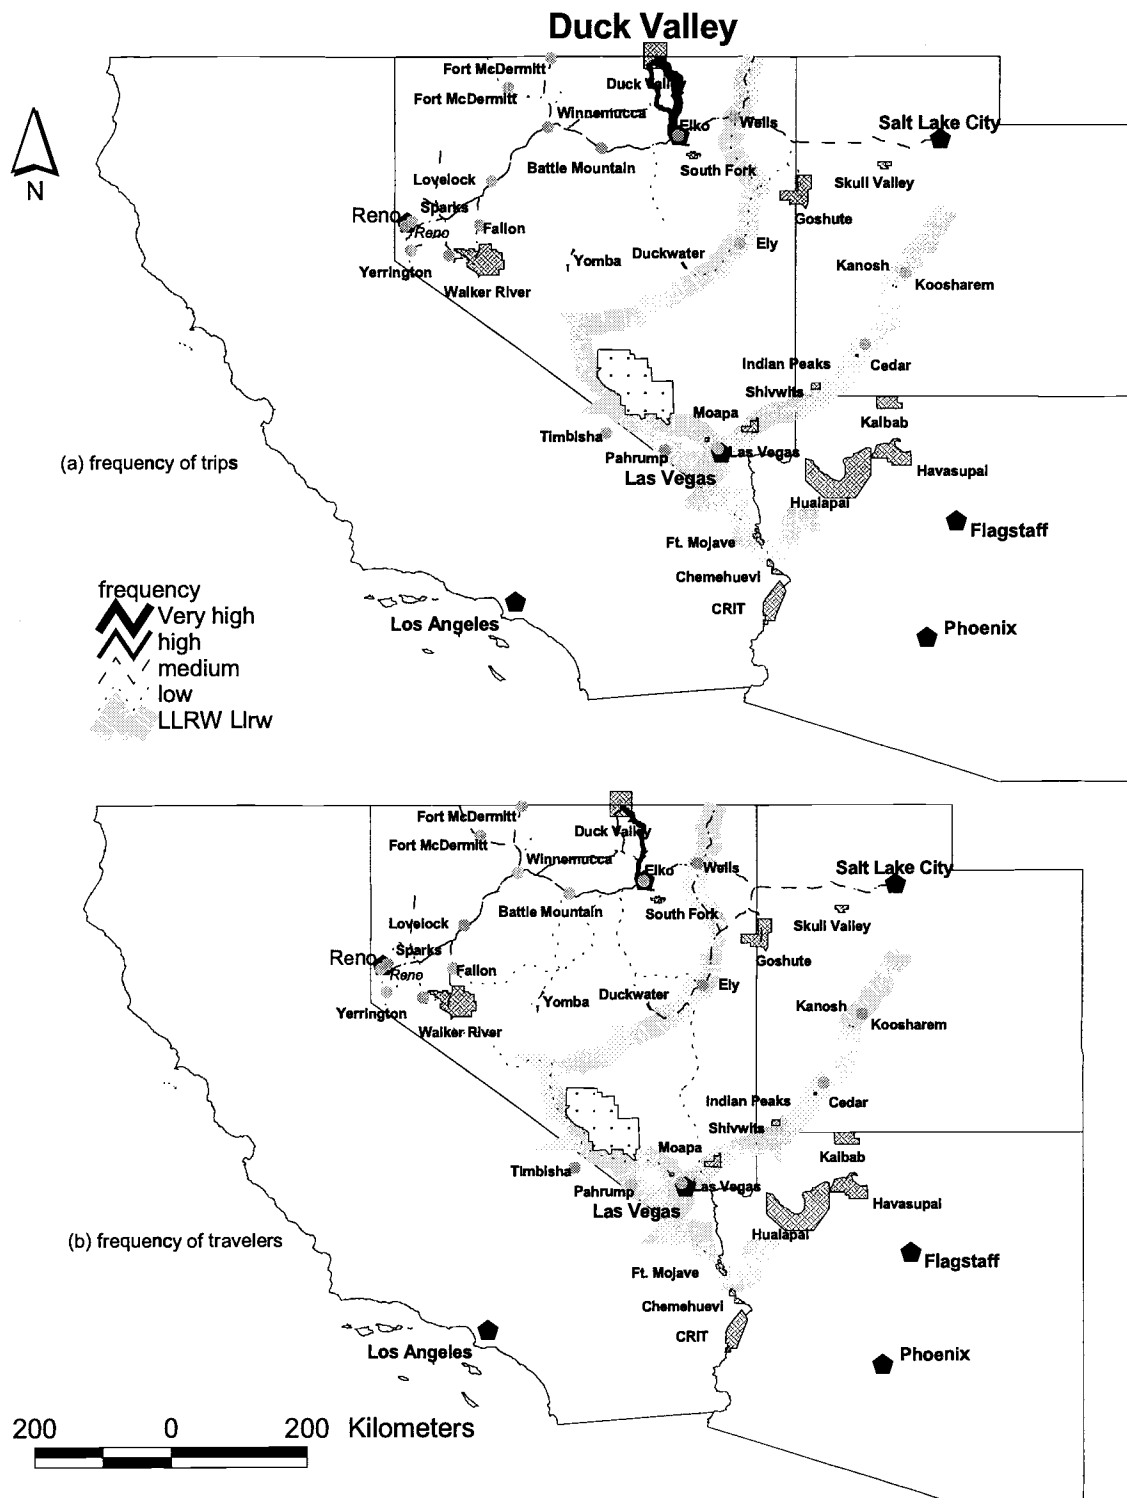 Duck Valley
Fort McDermitt
Duck Valley
Fort McDermitt
Winnemucca
Elko
Wells
Salt Lake City
N
Battle Mountain
South Fork
Skull Valley
Lovelock
Sparks
Reno
Reno
Fallon
Goshute
Ely
Yomba
Duckwater
Kanosh
Yerrington
Koosharem
Walker River
Indian Peaks
Cedar
Shivwits
Moapa
Kaibab
Timbisha
Las Vegas
(a) frequency of trips
Pahrump
Havasupai
Las Vegas
Hualapai
Flagstaff
Ft. Mojave
Chemehuevi
frequency
Very high
CRIT
Los Angeles
Phoenix
high
medium
low
LLRW Llrw
Fort McDermitt
Duck Valley
Fort McDermitt
Winnemucca
Elko
Wells
Salt Lake City
Battle Mountain
South Fork
Skull Valley
Lovelock
Sparks
Reno
Reno
Fallon
Goshute
Ely
Yomba
Duckwater
Kanosh
Yerrington
Koosharem
Walker River
Indian Peaks
Cedar
Shivwits
Moapa
Kaibab
Timbisha
Las Vegas
Pahrump
Havasupai
Las Vegas
Hualapai
(b) frequency of travelers
Flagstaff
Ft. Mojave
Chemehuevi
CRIT
Los Angeles
Phoenix
200 0 200 Kilometers